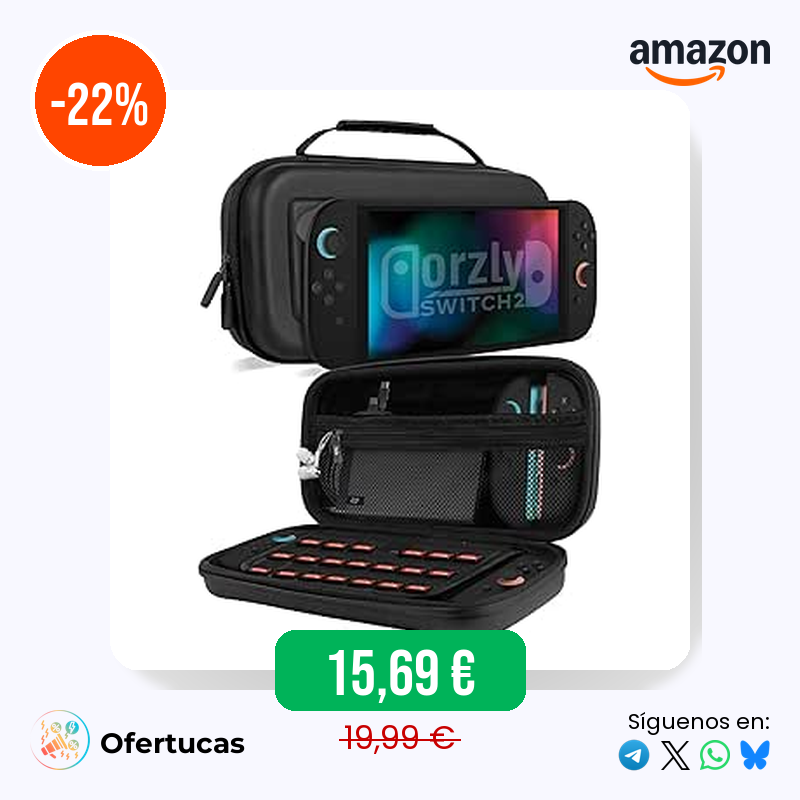 -22%
amazon
orzly
SWITCH2
15,69 €
19,99 €
Ofertucas
Síguenos en: